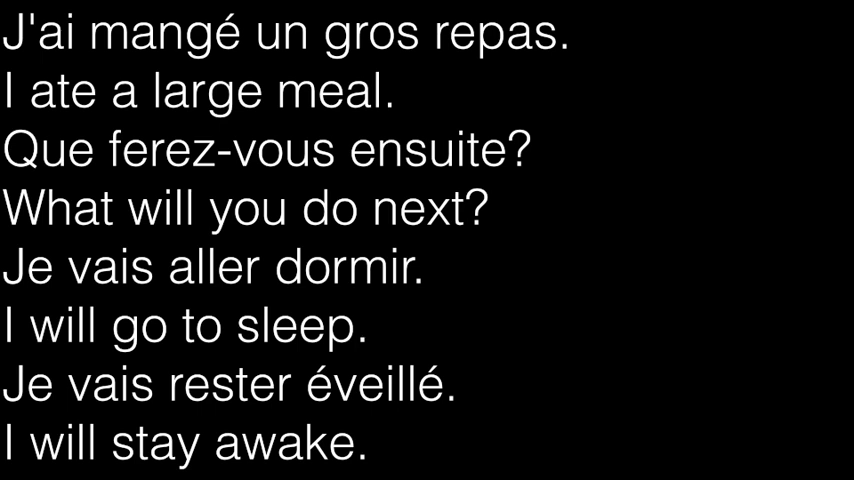 J'ai mangé un gros repas.
I ate a large meal.
Que ferez-vous ensuite?
What will you do next?
Je vais aller dormir.
I will go to sleep.
Je vais rester éveillé.
I will stay awake.